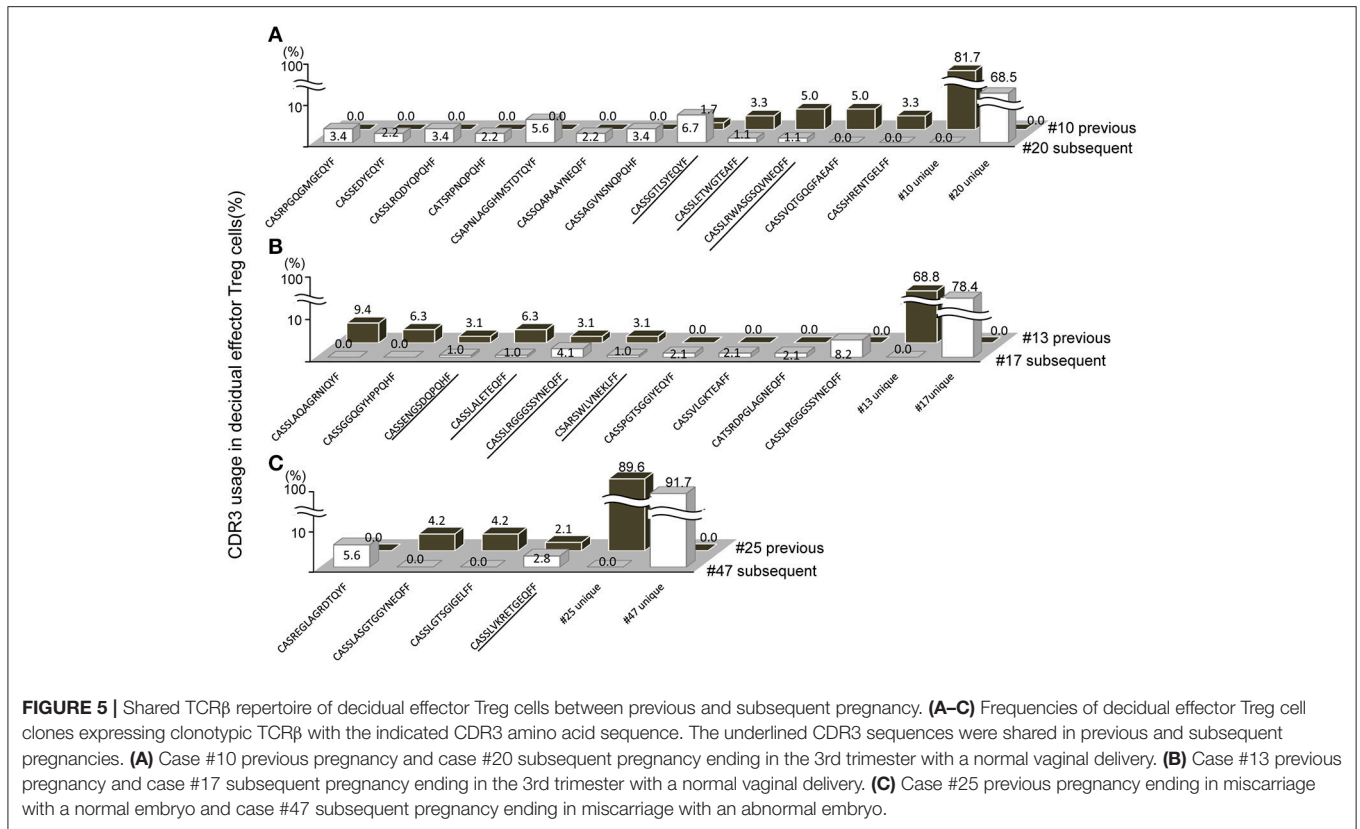 A
(%)
100
10
0.0 0.0 0.0 0.0 0.0 0.0 0.0 1.7 3.3 5.0 5.0 3.3 81.7 0.0
3.4 2.2 3.4 2.2 5.6 2.2 3.4 6.7 1.1 1.1 0.0 0.0 0.0 68.5
#10 previous
#20 subsequent
CASRPGQGMGEQYF
CASSEDYEQYF
CASSLRQDYQPQHF
CATSRPNQPQHF
CSAPNLAGGHMSTDTQYF
CASSQARAAYNEQFF
CASSAGVNSNQPQHF
CASSGTLSYEQYF
CASSLETWGTEAFF
CASSLRWASGSQVNEQFF
CASSVQTGQGFAEAFF
CASSHRENTGELFF
#10 unique
#20 unique
CDR3 usage in decidual effector Treg cells(%)
B
(%)
100
10
9.4 6.3 3.1 6.3 3.1 3.1 0.0 0.0 0.0 0.0 68.8 0.0
0.0 0.0 1.0 1.0 4.1 1.0 2.1 2.1 2.1 8.2 0.0 78.4
#13 previous
#17 subsequent
CASSLAQAGRNIQYF
CASSGGQGYHPPQHF
CASSENGSDQPQHF
CASSLALETEQFF
CASSLRGGGSSYNEQFF
CSARSWLVNEKLFF
CASSPGTSGGIYEQYF
CASSVLGKTEAFF
CATSRDPGLAGNEQFF
CASSLRGGGSSYNEQFF
#13 unique
#17unique
C
(%)
100
10
0.0 4.2 4.2 2.1 89.6 0.0
5.6 0.0 0.0 2.8 0.0 91.7
#25 previous
#47 subsequent
CASREGLAGRDTQYF
CASSLASGTGGYNEQFF
CASSLGTSGIGELFF
CASSLVKRETGEQFF
#25 unique
#47 unique
FIGURE 5 | Shared TCRβ repertoire of decidual effector Treg cells between previous and subsequent pregnancy. (A–C) Frequencies of decidual effector Treg cell
clones expressing clonotypic TCRβ with the indicated CDR3 amino acid sequence. The underlined CDR3 sequences were shared in previous and subsequent
pregnancies. (A) Case #10 previous pregnancy and case #20 subsequent pregnancy ending in the 3rd trimester with a normal vaginal delivery. (B) Case #13 previous
pregnancy and case #17 subsequent pregnancy ending in the 3rd trimester with a normal vaginal delivery. (C) Case #25 previous pregnancy ending in miscarriage
with a normal embryo and case #47 subsequent pregnancy ending in miscarriage with an abnormal embryo.